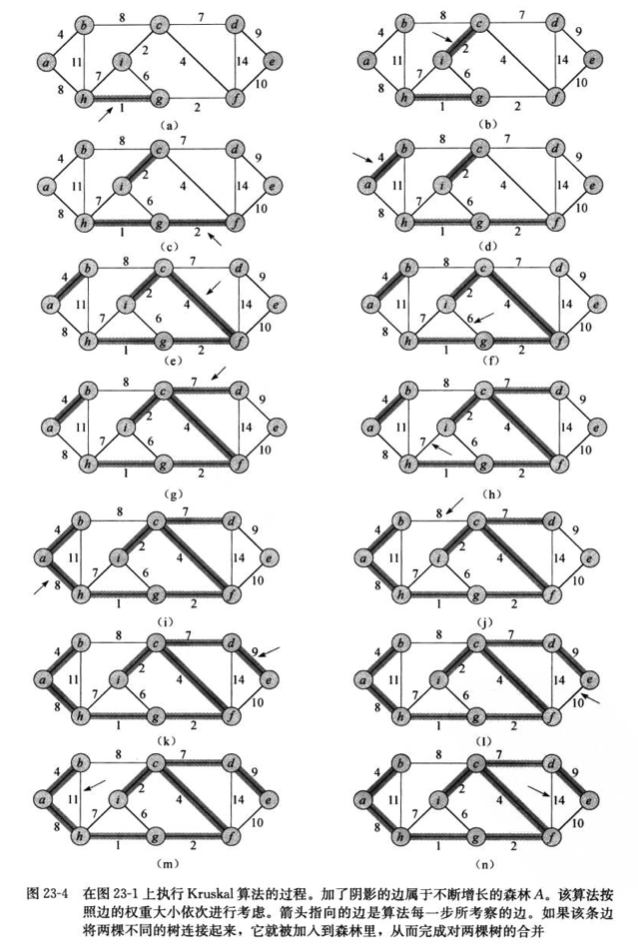 b 8 c 7 d
4 2 9
a 11 i 4 14 e
8 7 6 10
h 1 g 2 f
(a)
b 8 c 7 d
4 2 9
a 11 i 4 14 e
8 7 6 10
h 1 g 2 f
(b)
b 8 c 7 d
4 2 9
a 11 i 4 14 e
8 7 6 10
h 1 g 2 f
(c)
b 8 c 7 d
4 2 9
a 11 i 4 14 e
8 7 6 10
h 1 g 2 f
(d)
b 8 c 7 d
4 2 9
a 11 i 4 14 e
8 7 6 10
h 1 g 2 f
(e)
b 8 c 7 d
4 2 9
a 11 i 4 14 e
8 7 6 10
h 1 g 2 f
(f)
b 8 c 7 d
4 2 9
a 11 i 4 14 e
8 7 6 10
h 1 g 2 f
(g)
b 8 c 7 d
4 2 9
a 11 i 4 14 e
8 7 6 10
h 1 g 2 f
(h)
b 8 c 7 d
4 2 9
a 11 i 4 14 e
8 7 6 10
h 1 g 2 f
(i)
b 8 c 7 d
4 2 9
a 11 i 4 14 e
8 7 6 10
h 1 g 2 f
(j)
b 8 c 7 d
4 2 9
a 11 i 4 14 e
8 7 6 10
h 1 g 2 f
(k)
b 8 c 7 d
4 2 9
a 11 i 4 14 e
8 7 6 10
h 1 g 2 f
(l)
b 8 c 7 d
4 2 9
a 11 i 4 14 e
8 7 6 10
h 1 g 2 f
(m)
b 8 c 7 d
4 2 9
a 11 i 4 14 e
8 7 6 10
h 1 g 2 f
(n)
图 23-4 在图 23-1 上执行 Kruskal 算法的过程。加了阴影的边属于不断增长的森林 A。该算法按
照边的权重大小依次进行考虑。箭头指向的边是算法每一步所考察的边。如果该条边
将两棵不同的树连接起来，它就被加入到森林里，从而完成对两棵树的合并